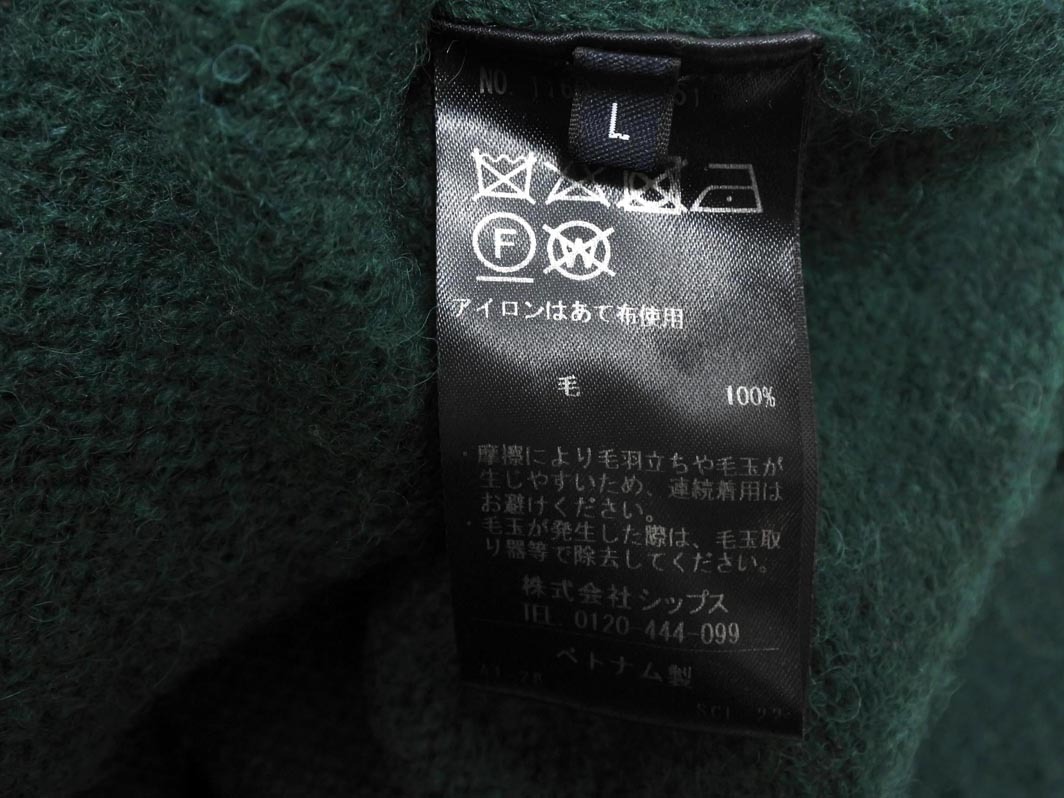 NO.
L
F
W
アイロンはあて布使用
毛 100%
・摩擦により毛羽立ちや毛玉が
生じやすいため、連続着用は
お避けください。
・毛玉が発生した際は、毛玉取
り器等で除去してください。
株式会社シップス
TEL. 0120-444-099
ベトナム製